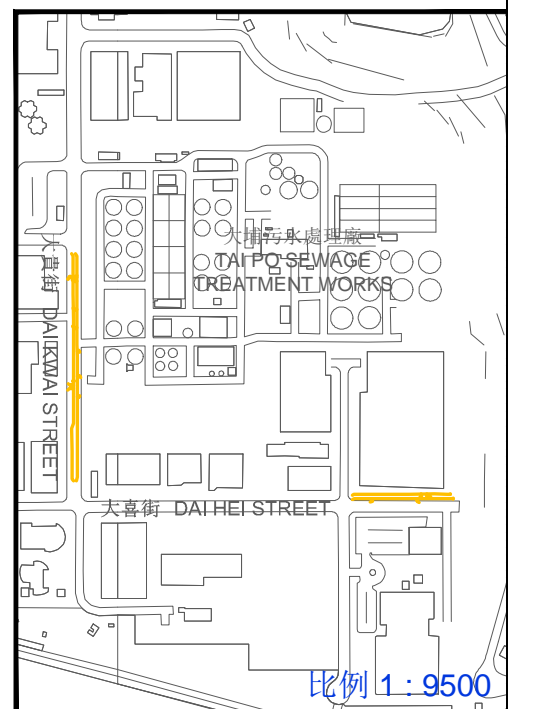 大埔污水處理廠
TAI PO SEWAGE
TREATMENT WORKS
大貴街 DAI KWAI STREET
大喜街 DAI HEI STREET
比例 1 : 9500